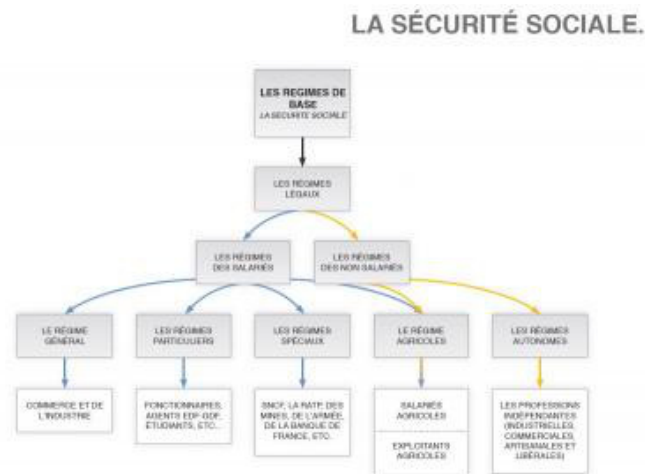 LA SÉCURITÉ SOCIALE.
LES REGIMES DE
BASE
LA SECURITE SOCIALE
LES RÉGIMES
LÉGAUX
LES RÉGIMES
DES SALARIÉS
LES RÉGIMES
DES NON SALARIÉS
LE RÉGIME
GÉNÉRAL
LES RÉGIMES
PARTICULIERS
LES RÉGIMES
SPÉCIAUX
LE RÉGIME
AGRICOLES
LES RÉGIMES
AUTONOMES
COMMERCE ET DE
L'INDUSTRIE
FONCTIONNAIRES,
AGENTS EDF GDF,
ÉTUDIANTS, ETC...
SNCF, LA RATP, DES
MINES, DE L'ARMÉE,
DE LA BANQUE DE
FRANCE, ETC.
SALARIÉS
AGRICOLES
EXPLOITANTS
AGRICOLES
LES PROFESSIONS
INDÉPENDANTES
(INDUSTRIELLES,
COMMERCIALES,
ARTISANALES ET
LIBÉRALES)